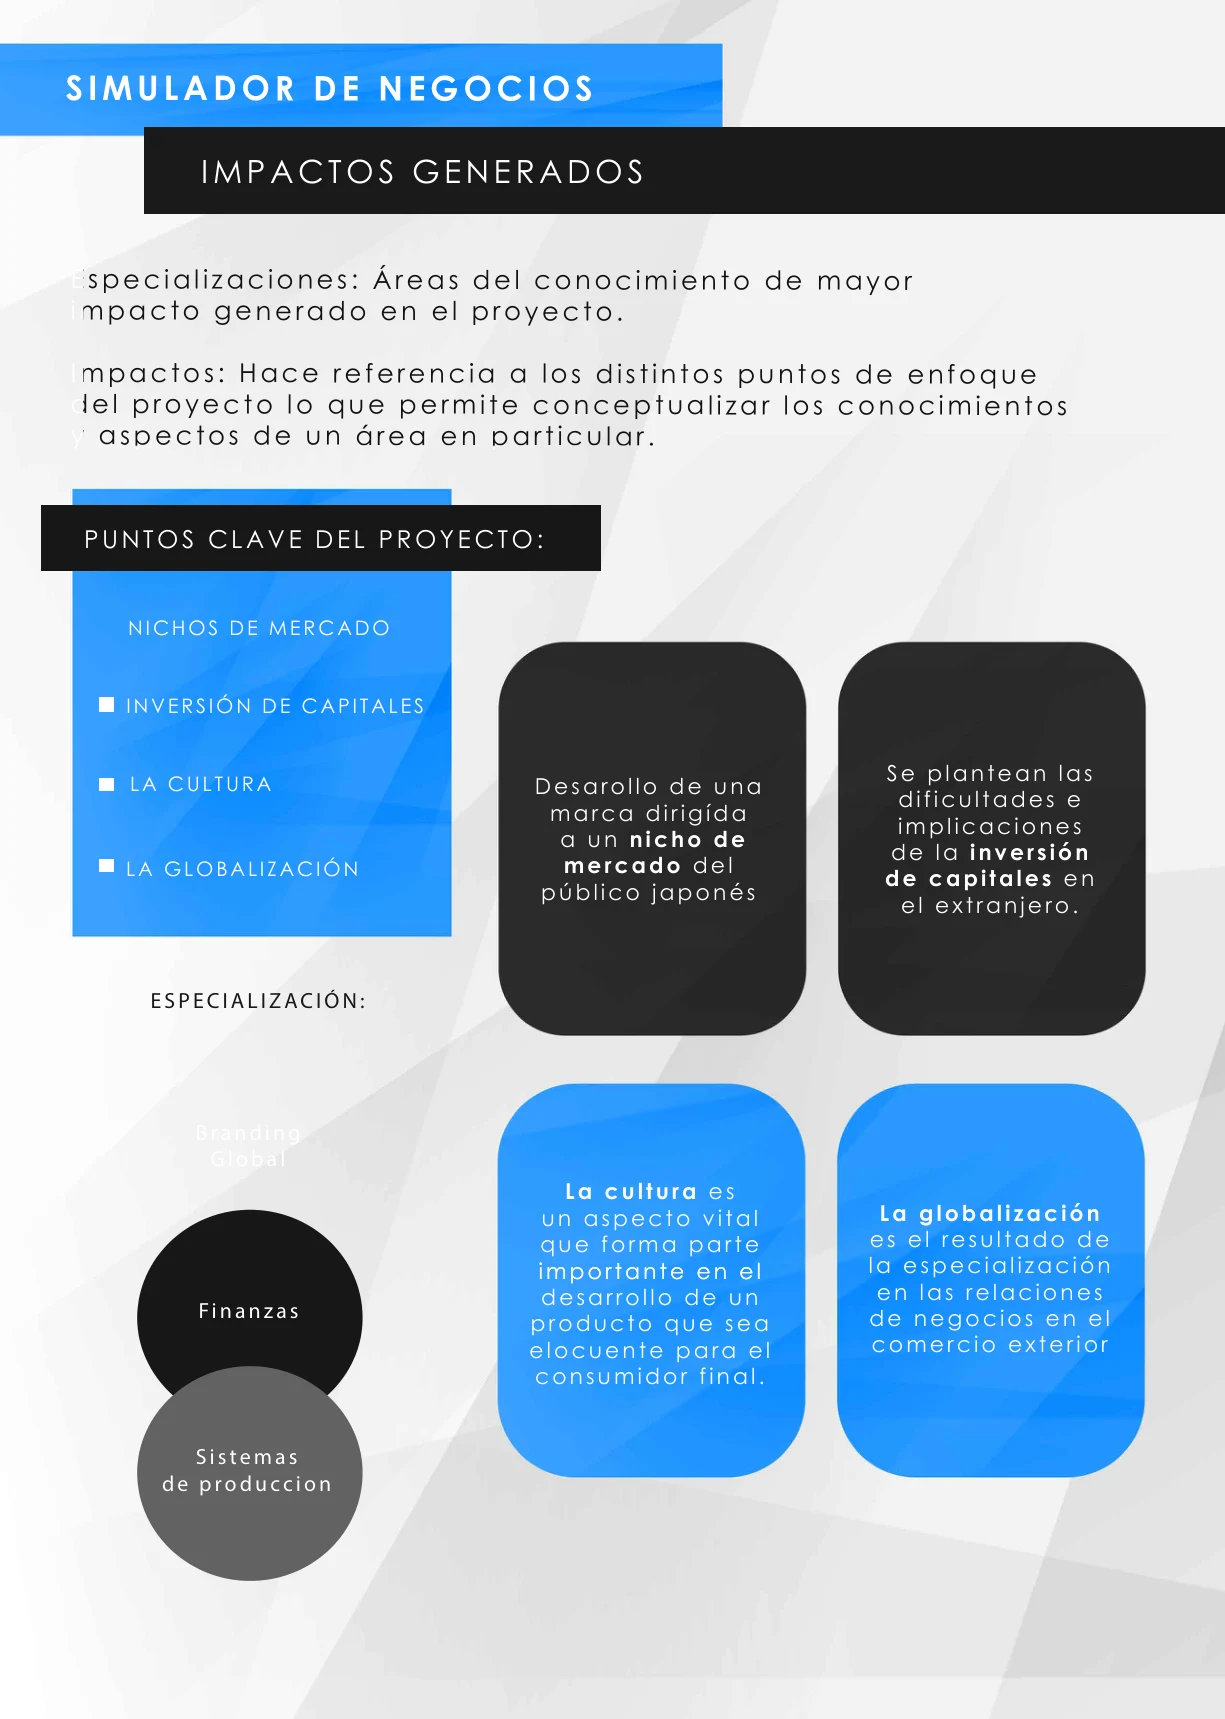 SIMULADOR DE NEGOCIOS
IMPACTOS GENERADOS
Especializaciones: Áreas del conocimiento de mayor
impacto generado en el proyecto.
Impactos: Hace referencia a los distintos puntos de enfoque
del proyecto lo que permite conceptualizar los conocimientos
y aspectos de un área en particular.
PUNTOS CLAVE DEL PROYECTO:
NICHOS DE MERCADO
INVERSIÓN DE CAPITALES
LA CULTURA
LA GLOBALIZACIÓN
Desarollo de una
marca dirigída
a un nicho de
mercado del
público japonés
Se plantean las
dificultades e
implicaciones
de la inversión
de capitales en
el extranjero.
ESPECIALIZACIÓN:
Branding
Global
Finanzas
Sistemas
de produccion
La cultura es
un aspecto vital
que forma parte
importante en el
desarrollo de un
producto que sea
elocuente para el
consumidor final.
La globalización
es el resultado de
la especialización
en las relaciones
de negocios en el
comercio exterior